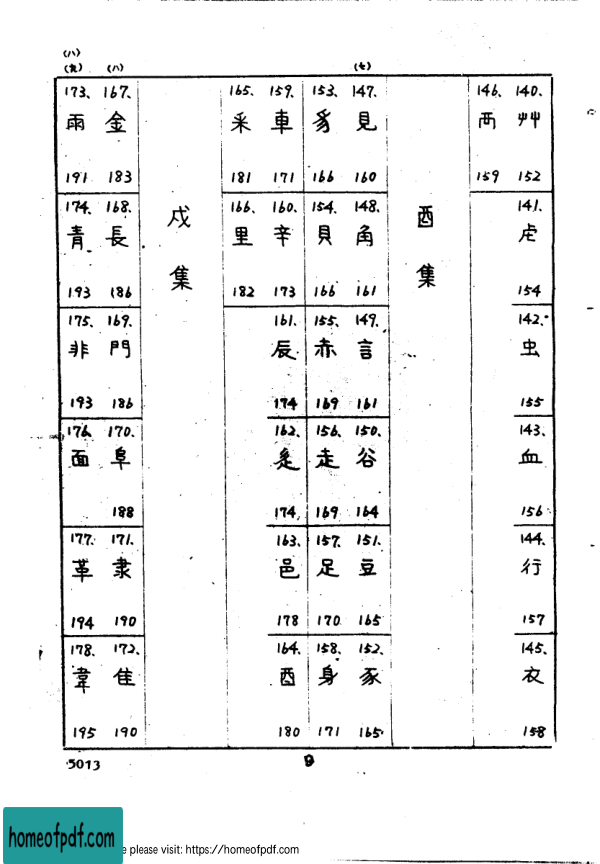 (七)
(八)
(八)
(九)
140、 艸 152
141、 虍 154
142、 虫 155
143、 血 156
144、 行 157
145、 衣 158
146、 襾 159
酉集
147、 見 160
148、 角 161
149、 言 161
150、 谷 164
151、 豆 165
152、 豕 165
153、 豸 166
154、 貝 166
155、 赤 169
156、 走 169
157、 足 170
158、 身 171
159、 車 171
160、 辛 173
161、 辰 174
162、 辵 174
163、 邑 178
164、 酉 180
165、 釆 181
166、 里 182
戌集
167、 金 183
168、 長 186
169、 門 186
170、 阜 188
171、 隶 190
172、 隹 190
173、 雨 191
174、 青 193
175、 非 193
176、 面
177、 革 194
178、 韋 195
5013
9
homeofpdf.com
e please visit: https://homeofpdf.com